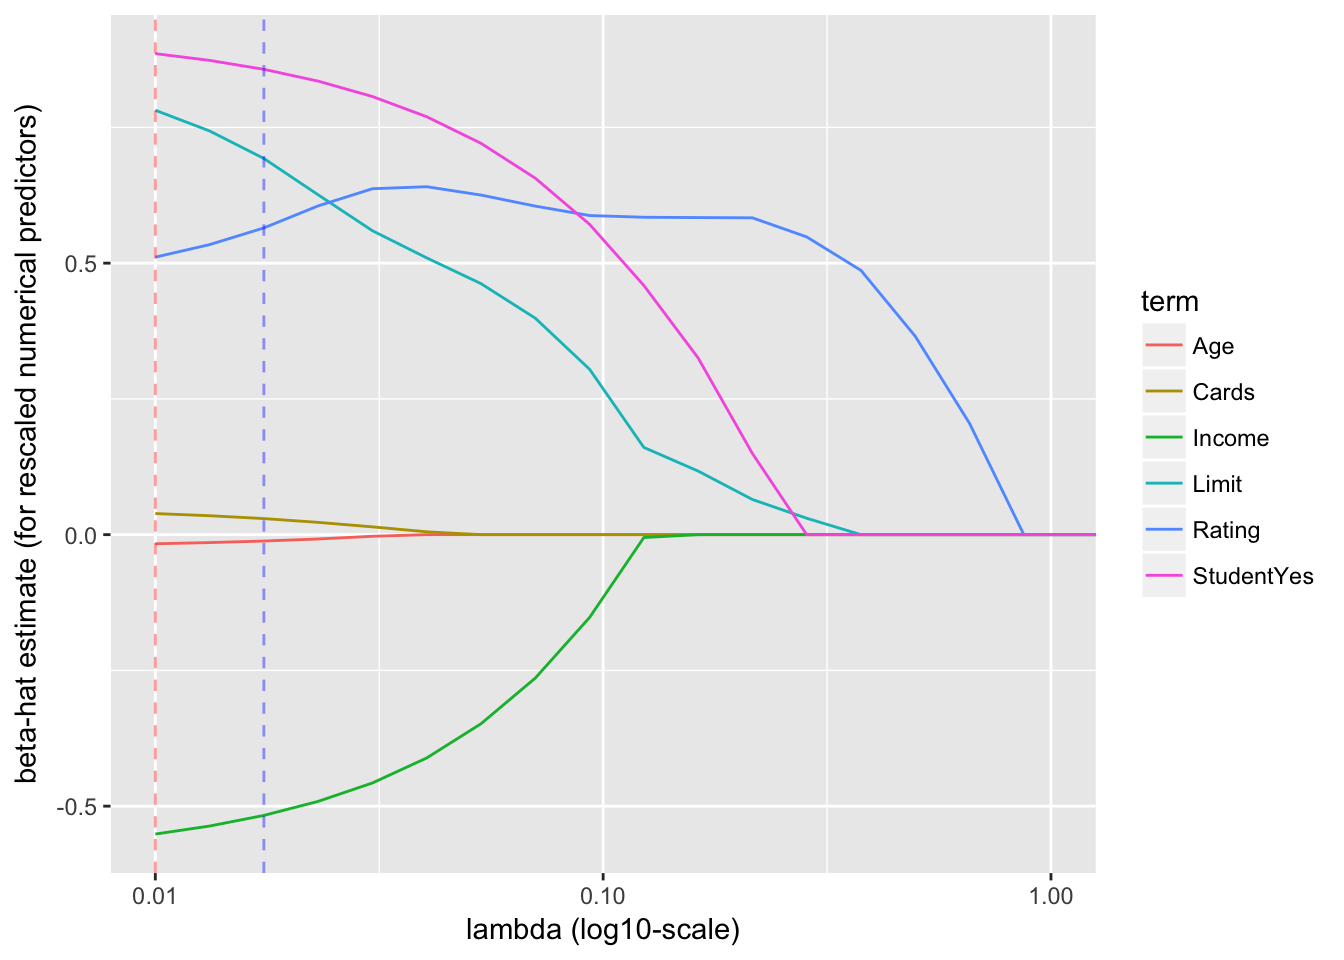 beta-hat estimate (for rescaled numerical predictors)
0.5
0.0
-0.5
0.01
0.10
1.00
lambda (log10-scale)
term
Age
Cards
Income
Limit
Rating
StudentYes